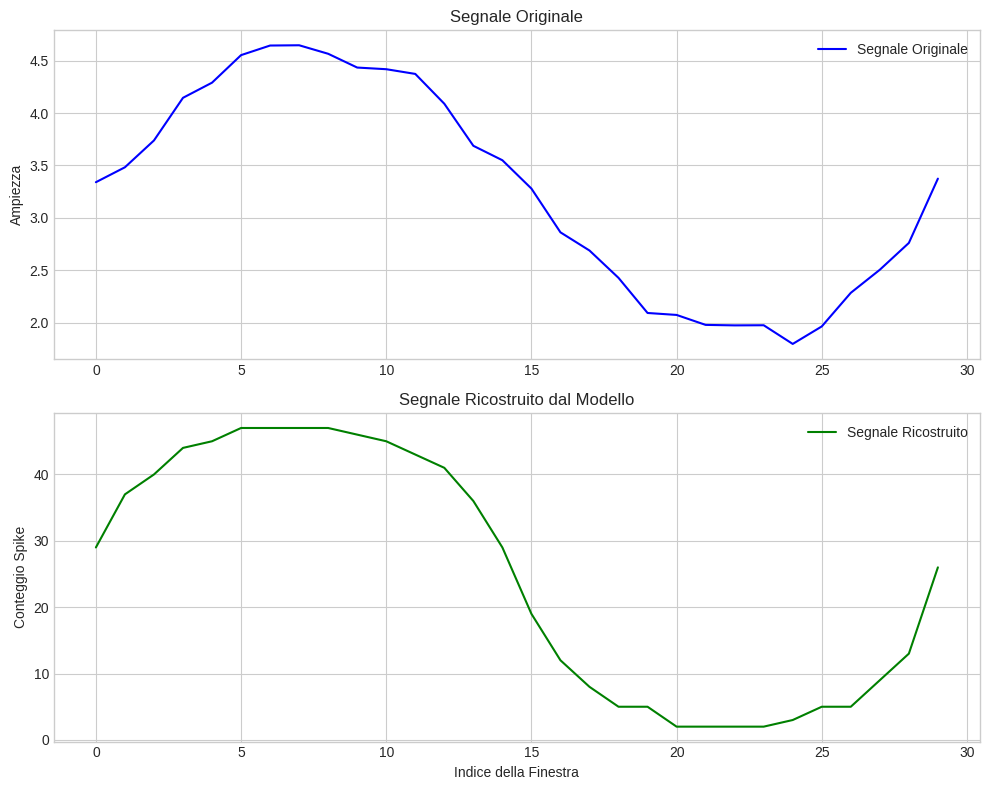 Segnale Originale
Segnale Originale
Ampiezza
4.5
4.0
3.5
3.0
2.5
2.0
0 5 10 15 20 25 30
Segnale Ricostruito dal Modello
Segnale Ricostruito
Conteggio Spike
40
30
20
10
0
0 5 10 15 20 25 30
Indice della Finestra